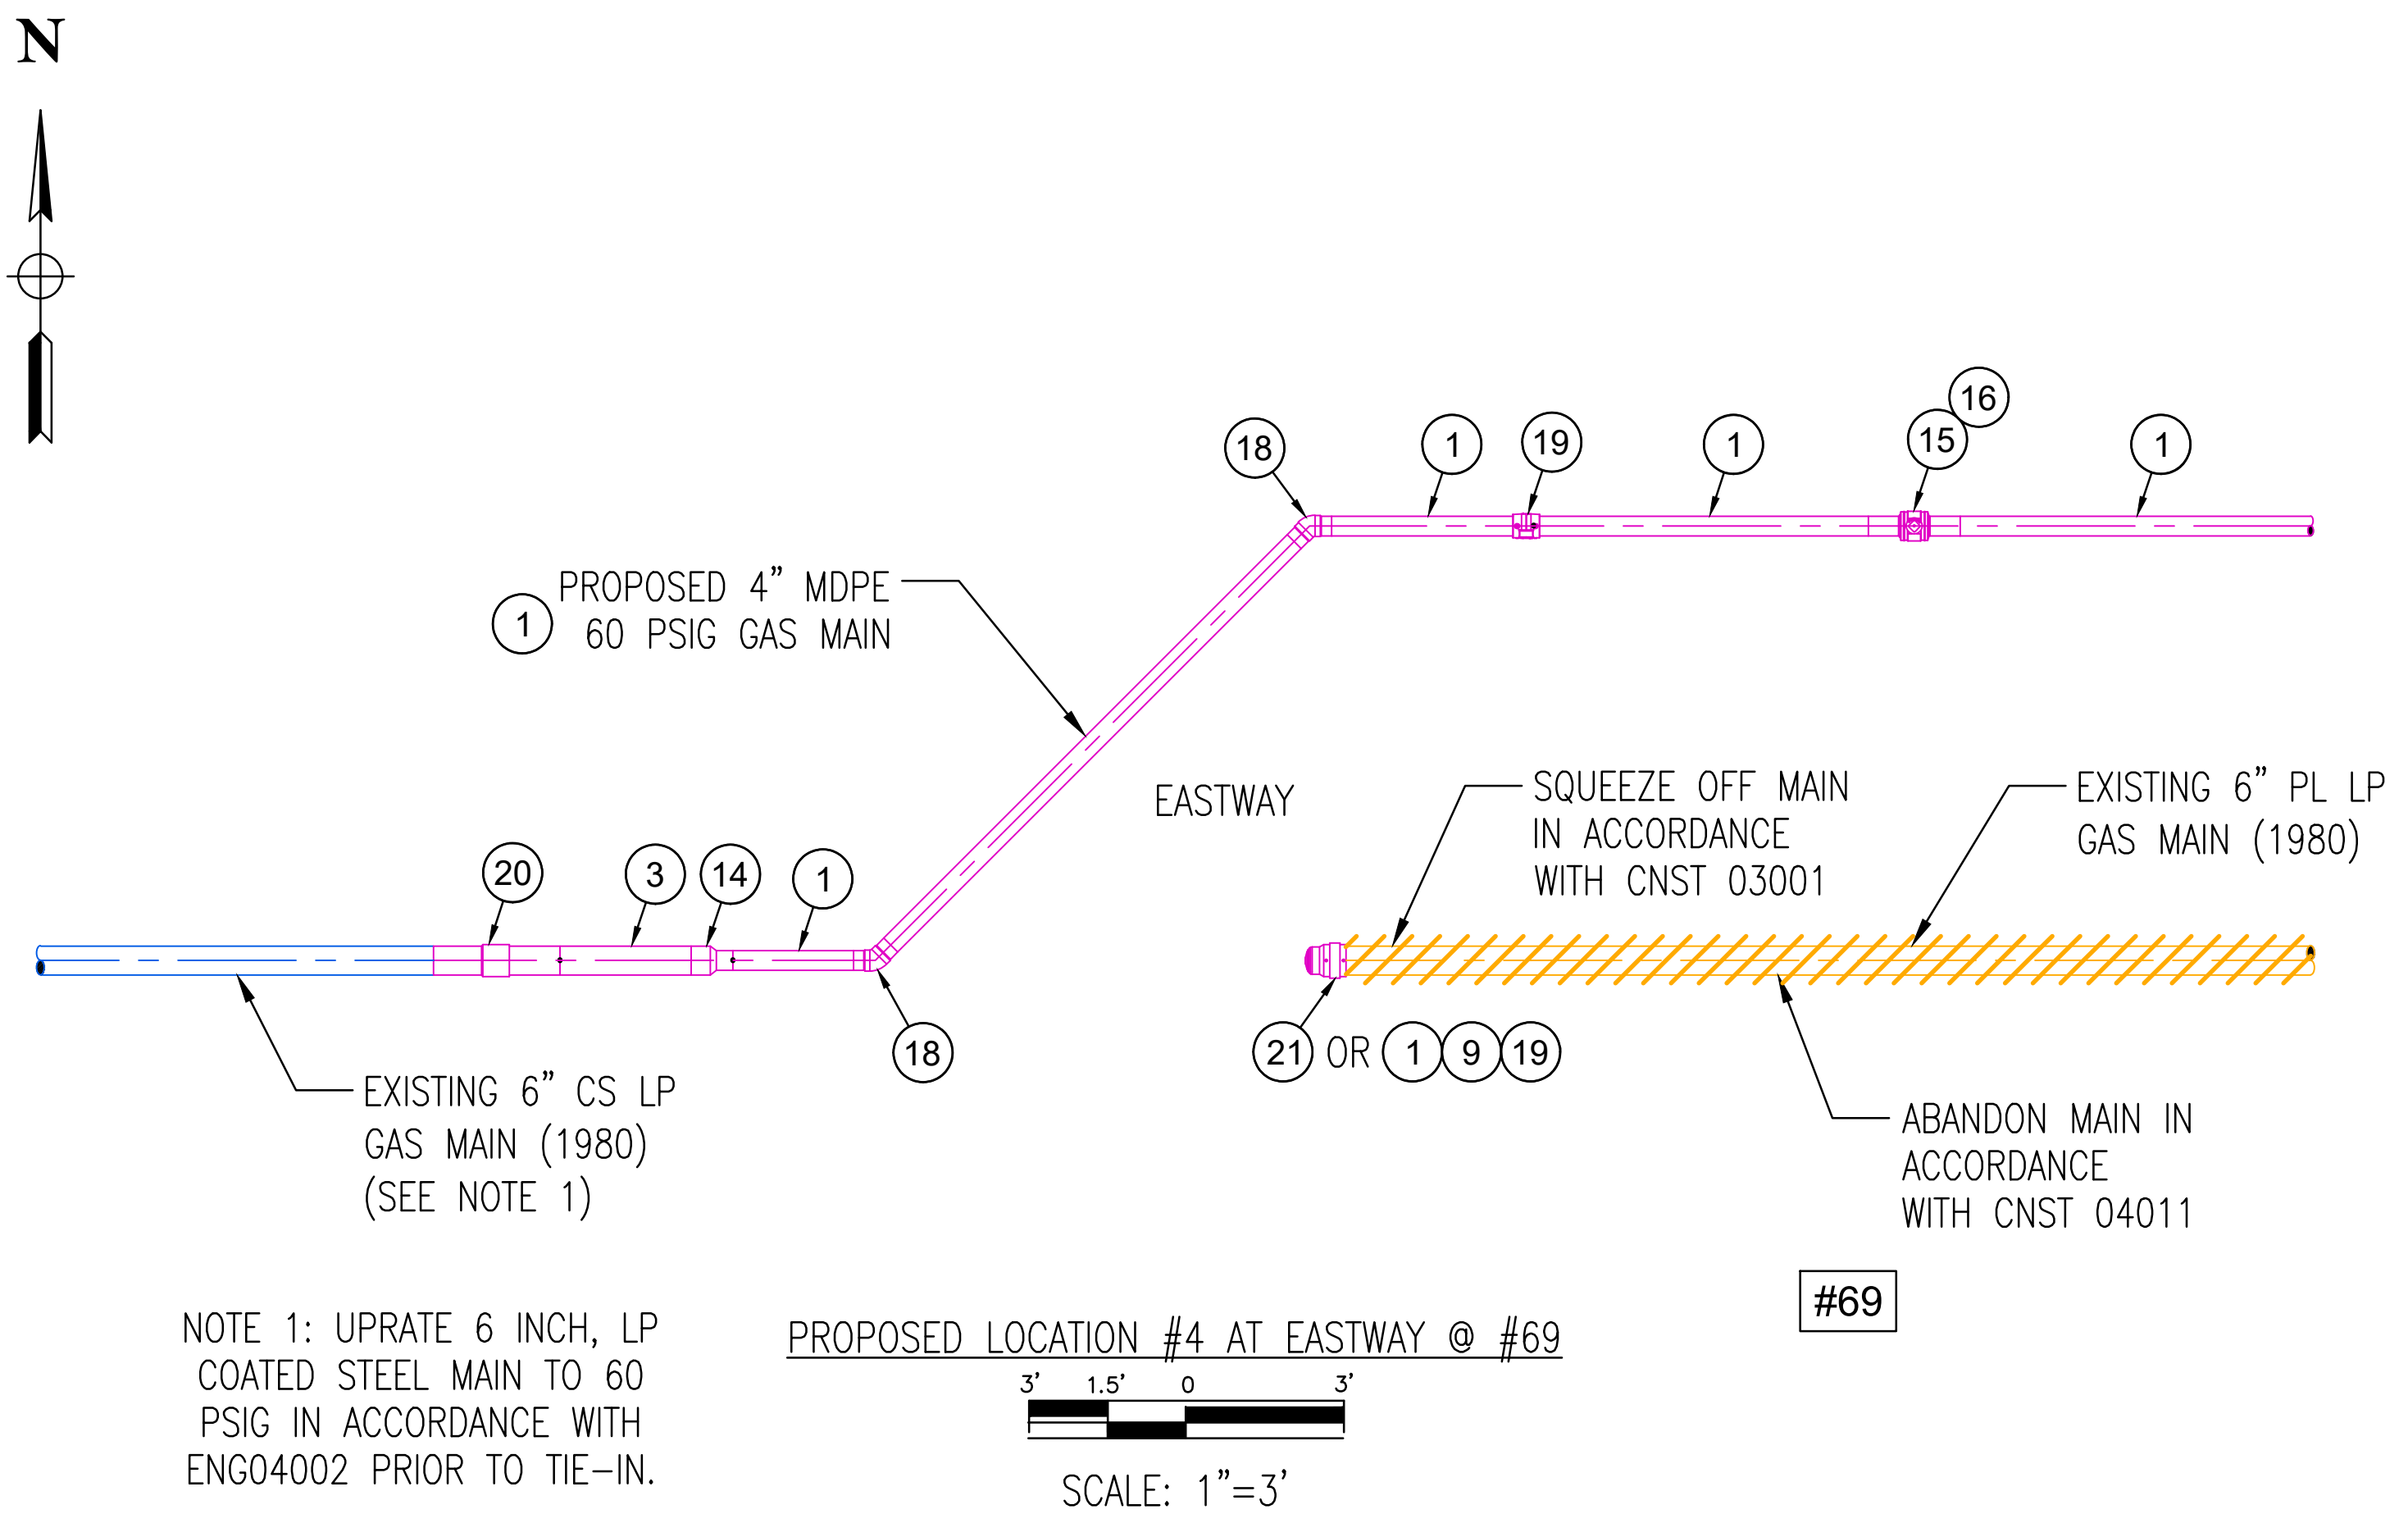 N
16
18
1
19
1
15
1
PROPOSED 4” MDPE
60 PSIG GAS MAIN
1
EASTWAY
SQUEEZE OFF MAIN
IN ACCORDANCE
WITH CNST 03001
EXISTING 6” PL LP
GAS MAIN (1980)
20
3
14
1
18
21 OR 1 9 19
EXISTING 6” CS LP
GAS MAIN (1980)
(SEE NOTE 1)
ABANDON MAIN IN
ACCORDANCE
WITH CNST 04011
#69
NOTE 1: UPRATE 6 INCH, LP
COATED STEEL MAIN TO 60
PSIG IN ACCORDANCE WITH
ENG04002 PRIOR TO TIE-IN.
PROPOSED LOCATION #4 AT EASTWAY @ #69
3’ 1.5’ 0 3’
SCALE: 1”=3’